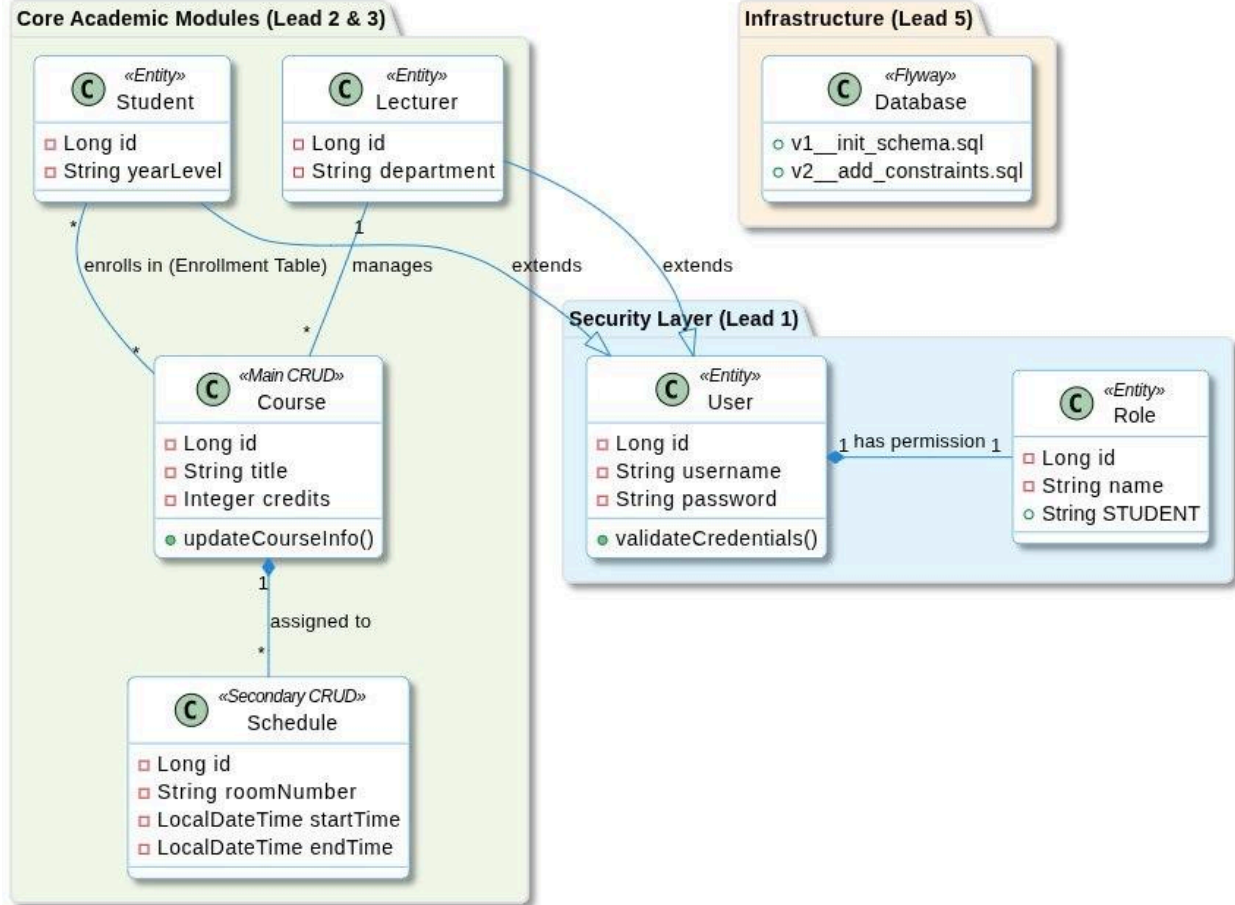 Core Academic Modules (Lead 2 & 3)
«Entity»
C Student
Long id
String yearLevel
«Entity»
C Lecturer
Long id
String department
Infrastructure (Lead 5)
«Flyway»
C Database
v1__init_schema.sql
v2__add_constraints.sql
*
enrolls in (Enrollment Table)
*
1
manages
*
extends
extends
«Main CRUD»
C Course
Long id
String title
Integer credits
updateCourseInfo()
1
assigned to
*
«Secondary CRUD»
C Schedule
Long id
String roomNumber
LocalDateTime startTime
LocalDateTime endTime
Security Layer (Lead 1)
«Entity»
C User
Long id
String username
String password
validateCredentials()
1 has permission 1
«Entity»
C Role
Long id
String name
String STUDENT